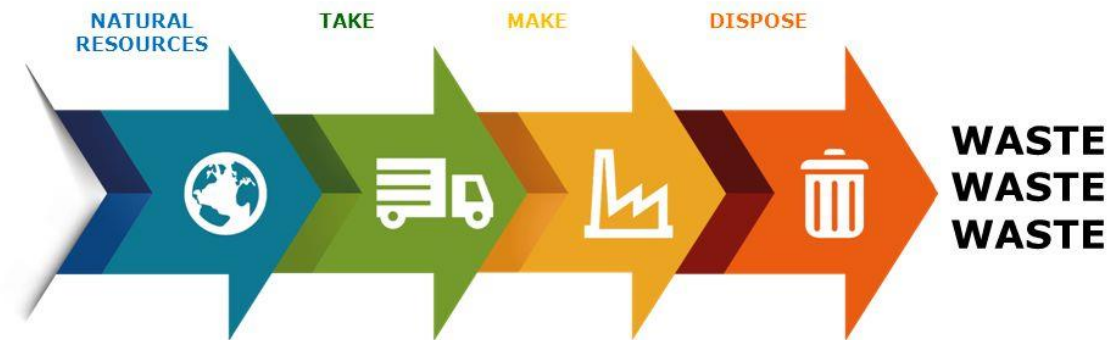 NATURAL
RESOURCES
TAKE
MAKE
DISPOSE
WASTE
WASTE
WASTE